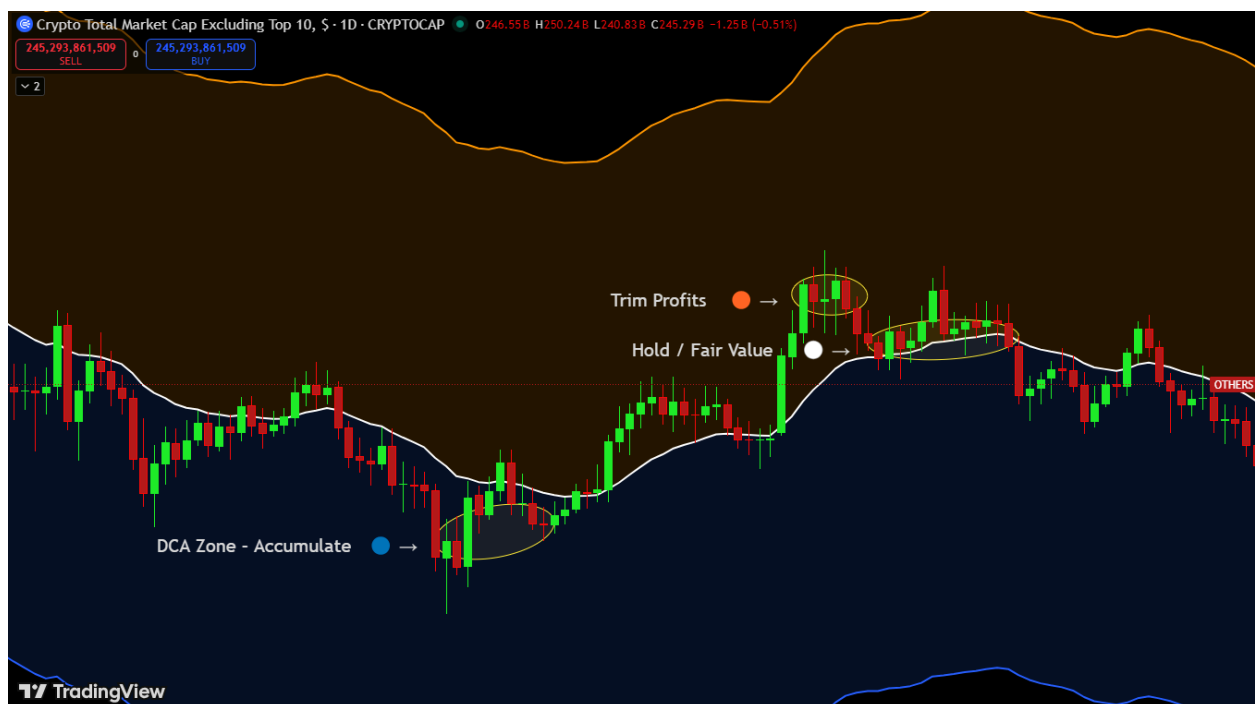 Crypto Total Market Cap Excluding Top 10, $ · 1D · CRYPTOCAP O246.55B H250.24B L240.83B C245.29B −1.25B (−0.51%)
245,293,861,509 0 245,293,861,509
SELL BUY
2
Trim Profits →
Hold / Fair Value →
OTHERS
DCA Zone - Accumulate →
TradingView